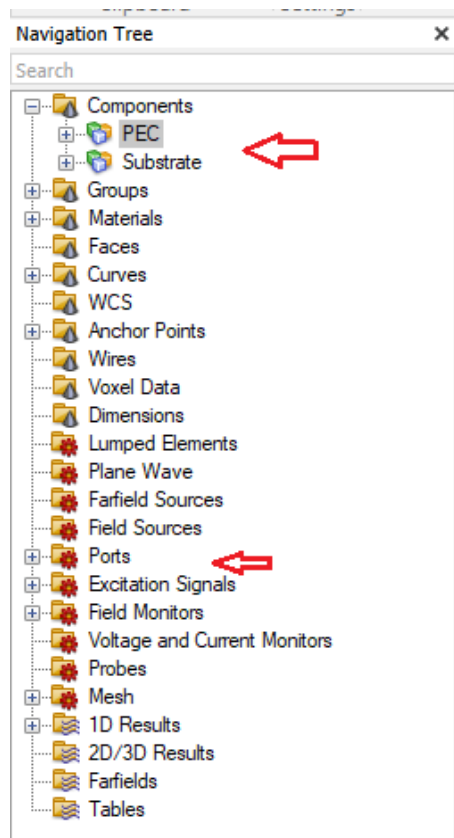 Navigation Tree
Search
Components
PEC
Substrate
Groups
Materials
Faces
Curves
WCS
Anchor Points
Wires
Voxel Data
Dimensions
Lumped Elements
Plane Wave
Farfield Sources
Field Sources
Ports
Excitation Signals
Field Monitors
Voltage and Current Monitors
Probes
Mesh
1D Results
2D/3D Results
Farfields
Tables